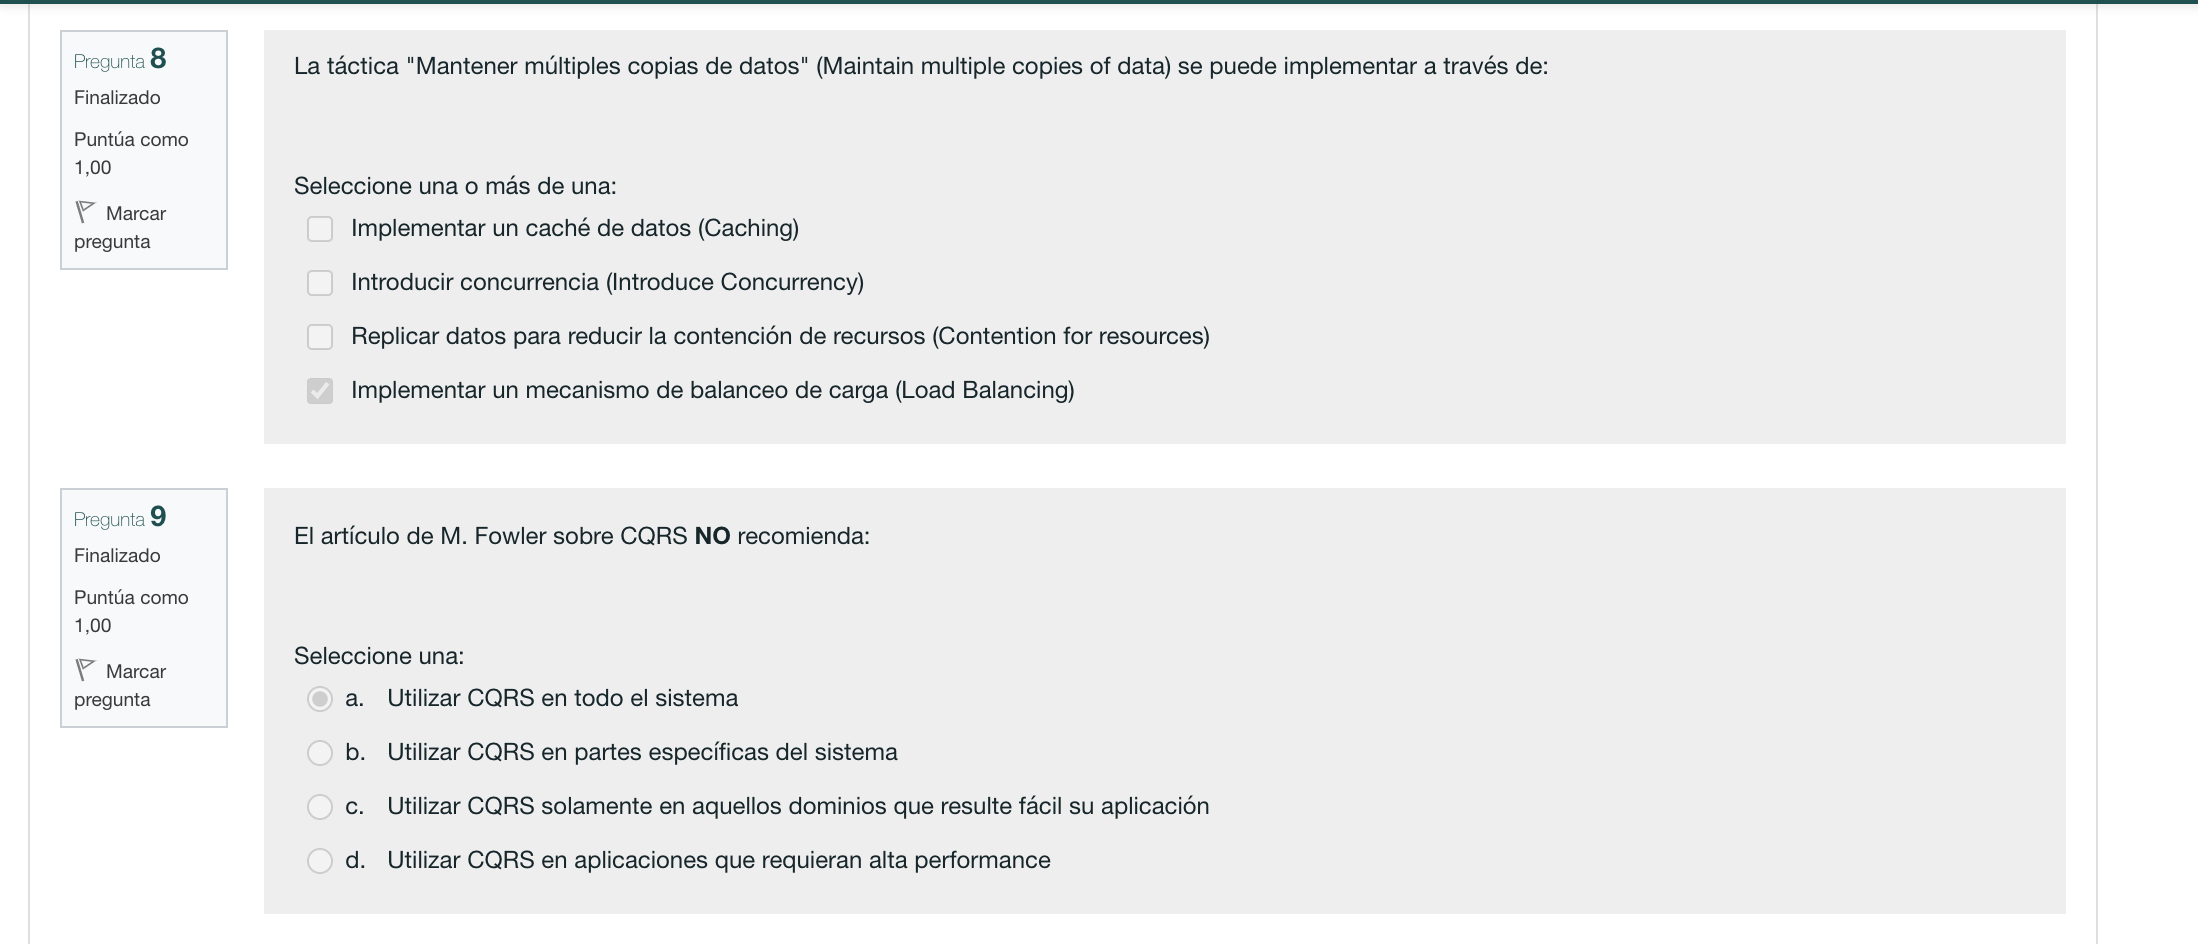 Pregunta 8
Finalizado
Puntúa como
1,00
Marcar
pregunta
La táctica "Mantener múltiples copias de datos" (Maintain multiple copies of data) se puede implementar a través de:
Seleccione una o más de una:
Implementar un caché de datos (Caching)
Introducir concurrencia (Introduce Concurrency)
Replicar datos para reducir la contención de recursos (Contention for resources)
Implementar un mecanismo de balanceo de carga (Load Balancing)
Pregunta 9
Finalizado
Puntúa como
1,00
Marcar
pregunta
El artículo de M. Fowler sobre CQRS NO recomienda:
Seleccione una:
a. Utilizar CQRS en todo el sistema
b. Utilizar CQRS en partes específicas del sistema
c. Utilizar CQRS solamente en aquellos dominios que resulte fácil su aplicación
d. Utilizar CQRS en aplicaciones que requieran alta performance